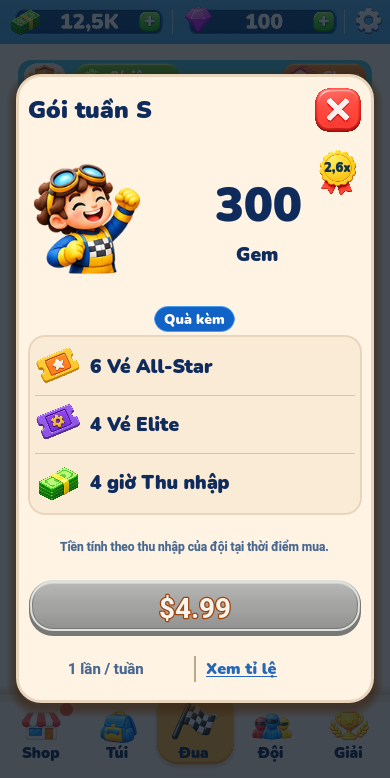 12,5K
100
Gói tuần S
2,6x
300
Gem
Quà kèm
6 Vé All-Star
4 Vé Elite
4 giờ Thu nhập
Tiền tính theo thu nhập của đội tại thời điểm mua.
$4.99
1 lần / tuần
Xem tỉ lệ
Shop
Túi
Đua
Đội
Giải